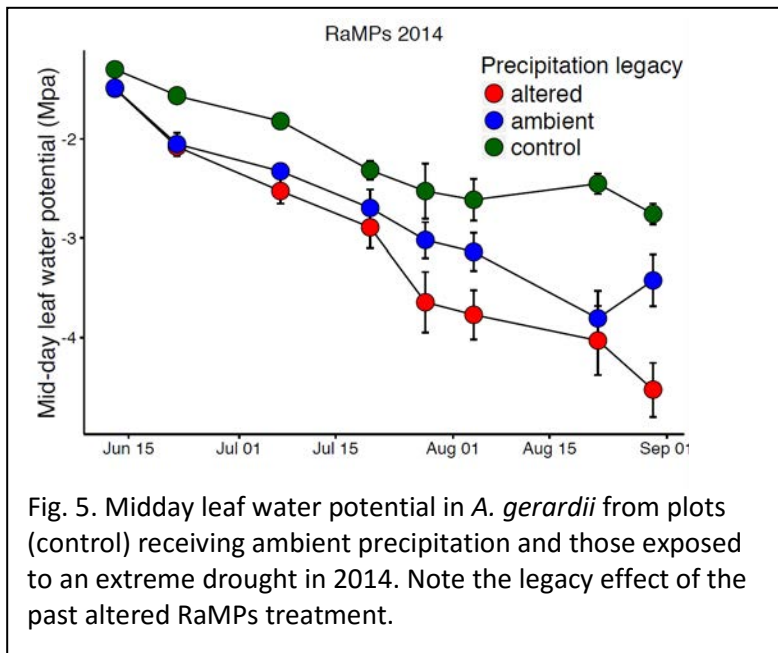 RaMPs 2014
Precipitation legacy
altered
ambient
control
Mid-day leaf water potential (Mpa)
-2
-3
-4
Jun 15
Jul 01
Jul 15
Aug 01
Aug 15
Sep 01
Fig. 5. Midday leaf water potential in A. gerardii from plots
(control) receiving ambient precipitation and those exposed
to an extreme drought in 2014. Note the legacy effect of the
past altered RaMPs treatment.